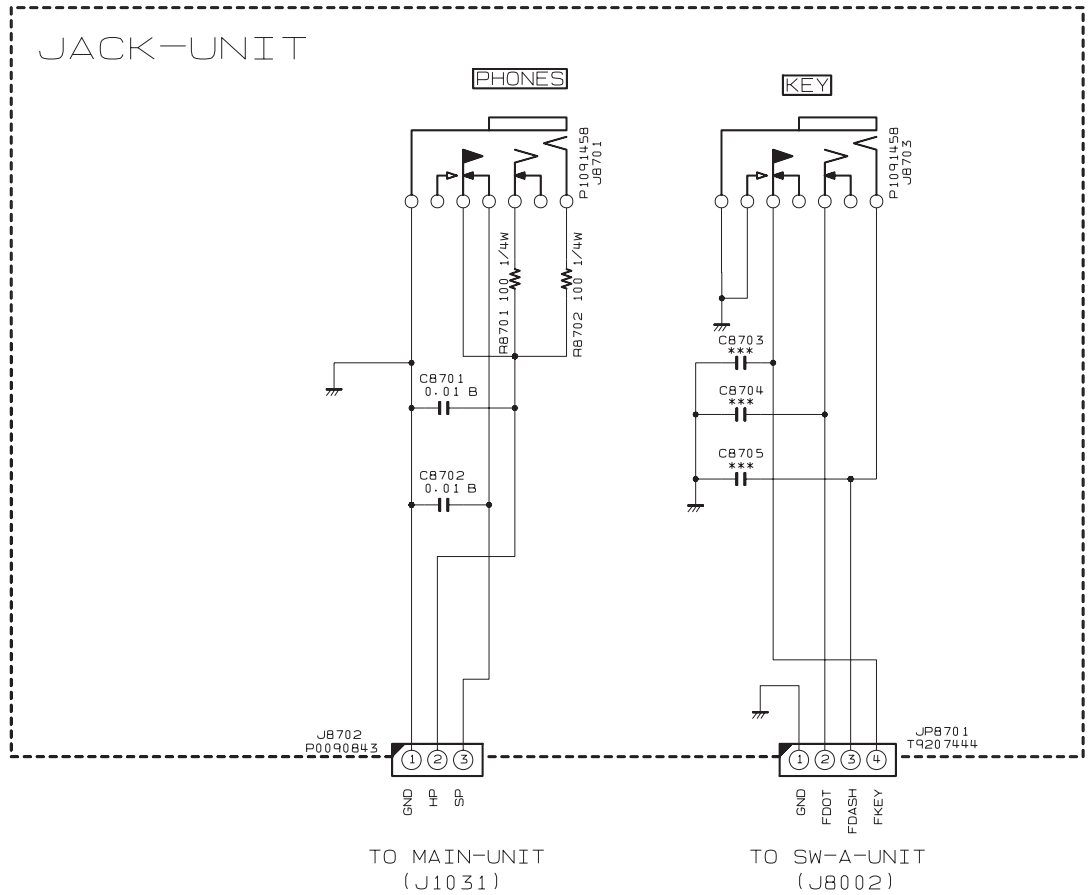 JACK-UNIT
PHONES
KEY
P1091458
J8701
P1091458
J8703
R8701 100 1/4W
R8702 100 1/4W
C8701
0.01 B
C8702
0.01 B
C8703
***
C8704
***
C8705
***
J8702
P0090843
1 2 3
GND
HP
SP
TO MAIN-UNIT
(J1031)
JP8701
T9207444
1 2 3 4
GND
FDOT
FDASH
FKEY
TO SW-A-UNIT
(J8002)